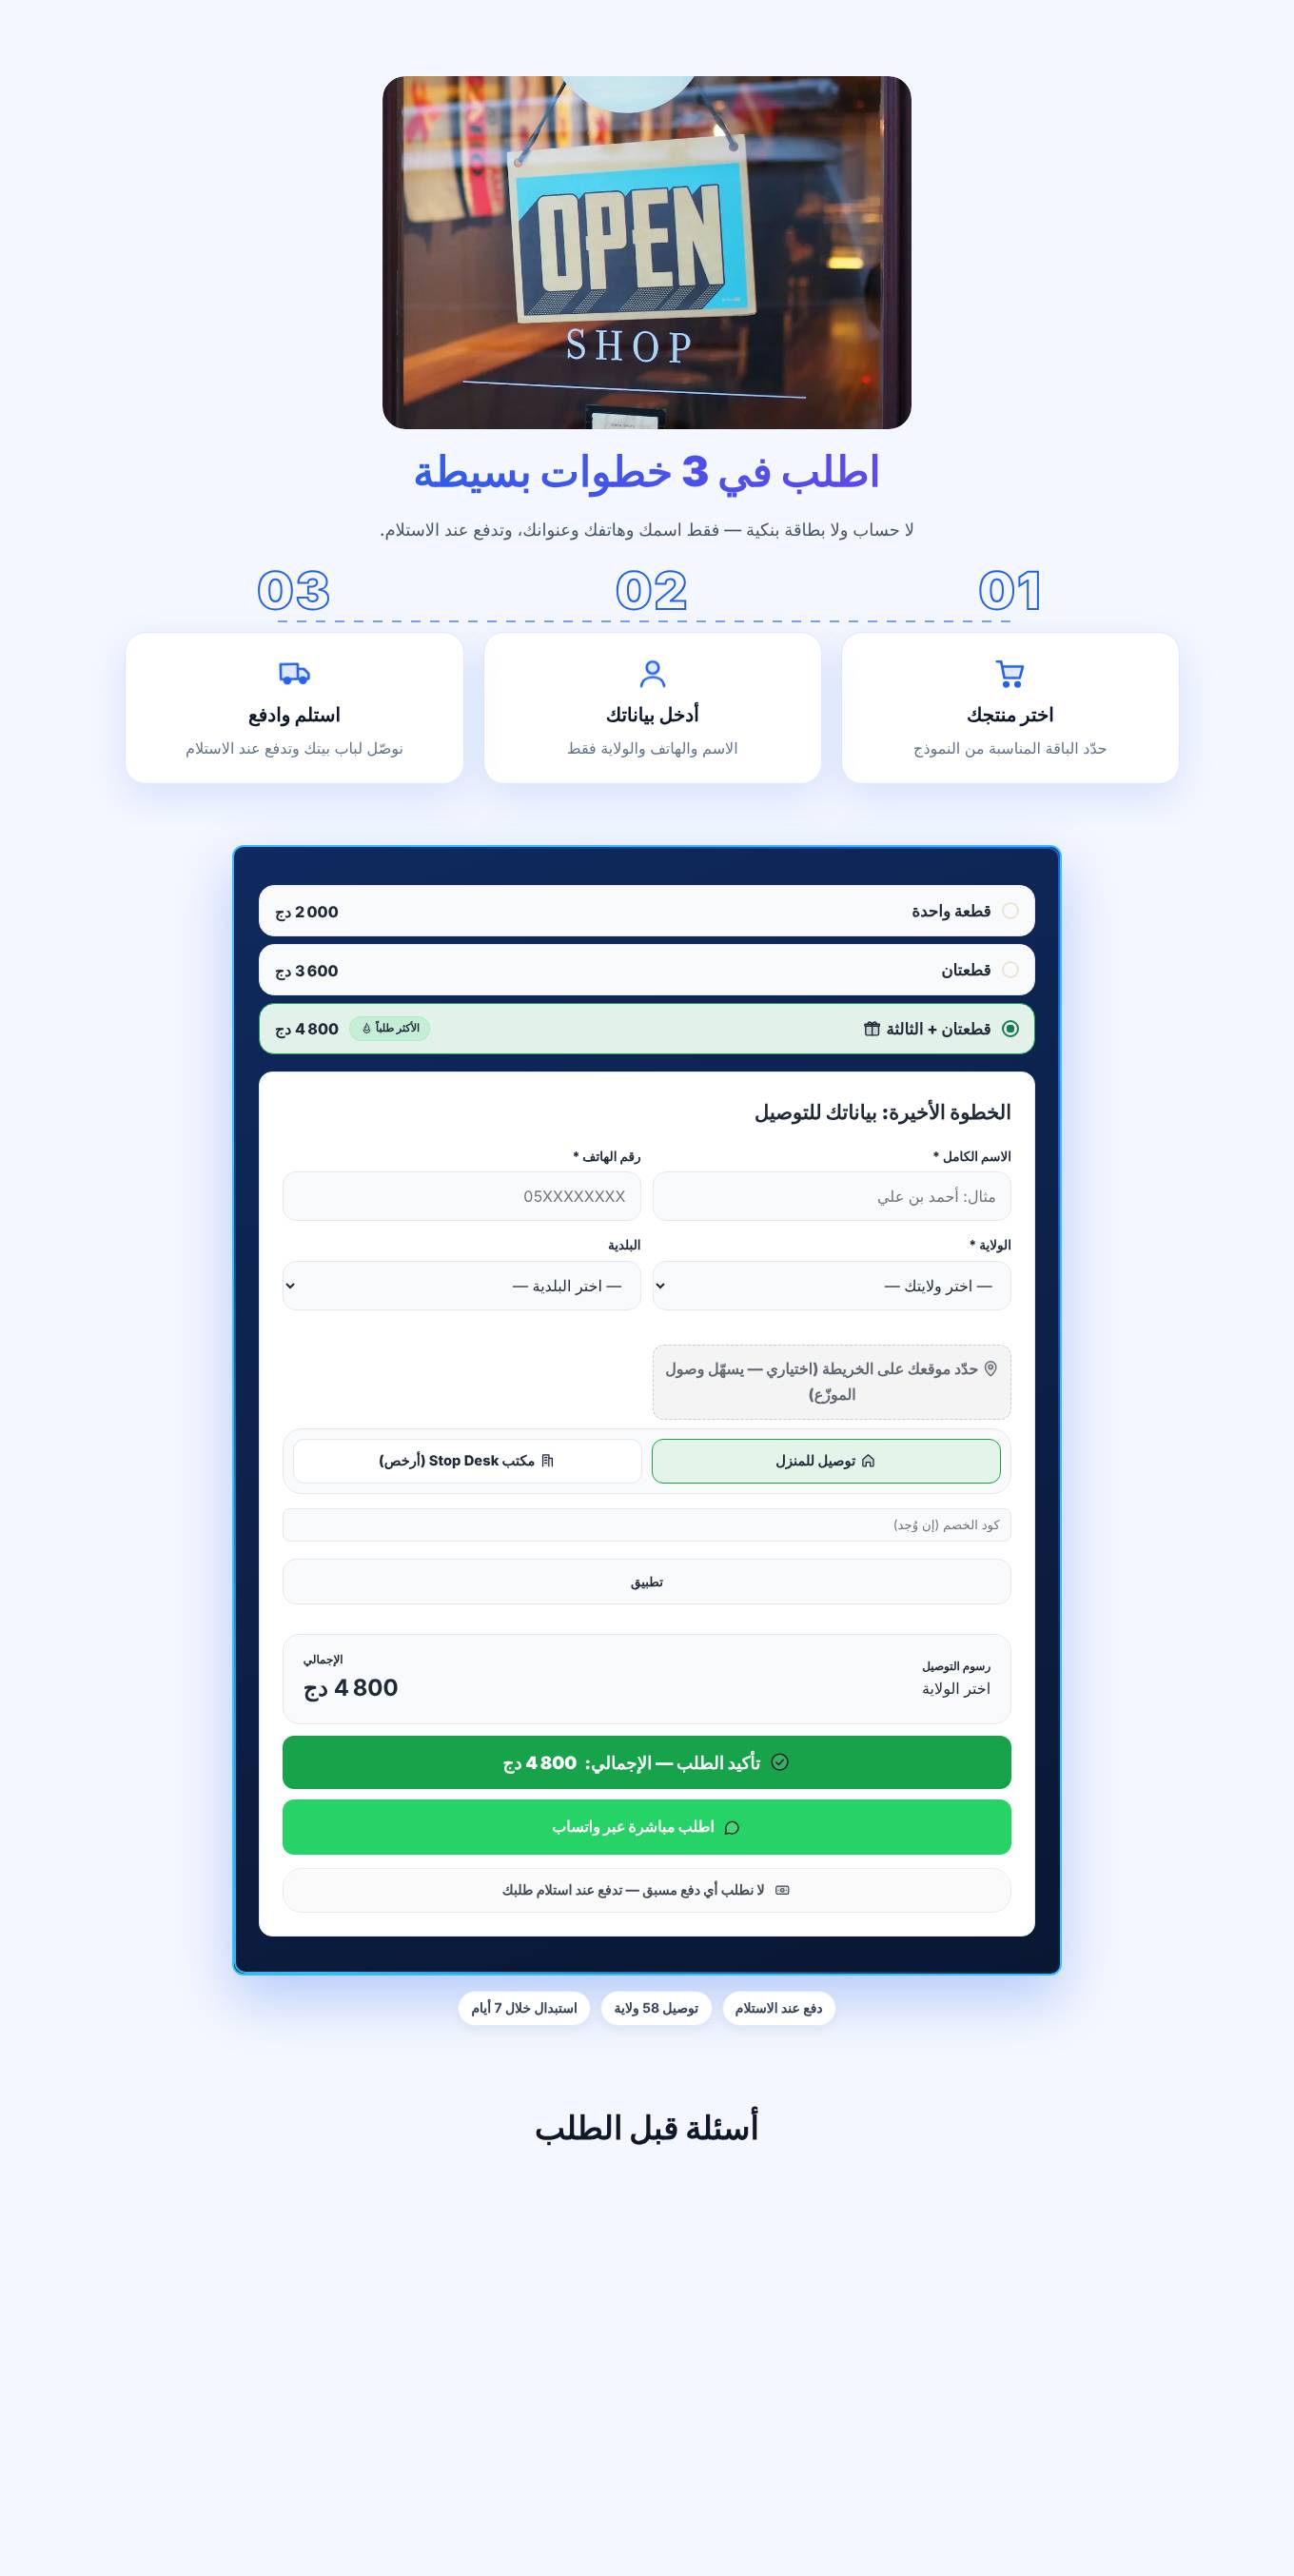 OPEN
SHOP
اطلب في 3 خطوات بسيطة
لا حساب ولا بطاقة بنكية — فقط اسمك وهاتفك وعنوانك، وتدفع عند الاستلام.
01
02
03
اختر منتجك
حدّد الباقة المناسبة من النموذج
أدخل بياناتك
الاسم والهاتف والولاية فقط
استلم وادفع
نوصّل لباب بيتك وتدفع عند الاستلام
قطعة واحدة
2 000 دج
قطعتان
3 600 دج
قطعتان + الثالثة
الأكثر طلباً
4 800 دج
الخطوة الأخيرة: بياناتك للتوصيل
الاسم الكامل *
رقم الهاتف *
مثال: أحمد بن علي
05XXXXXXXX
الولاية *
البلدية
— اختر ولايتك —
— اختر البلدية —
حدّد موقعك على الخريطة (اختياري — يسهّل وصول
الموزّع)
توصيل للمنزل
مكتب Stop Desk (أرخص)
كود الخصم (إن وُجد)
تطبيق
رسوم التوصيل
اختر الولاية
الإجمالي
4 800 دج
تأكيد الطلب — الإجمالي: 4 800 دج
اطلب مباشرة عبر واتساب
لا نطلب أي دفع مسبق — تدفع عند استلام طلبك
دفع عند الاستلام
توصيل 58 ولاية
استبدال خلال 7 أيام
أسئلة قبل الطلب